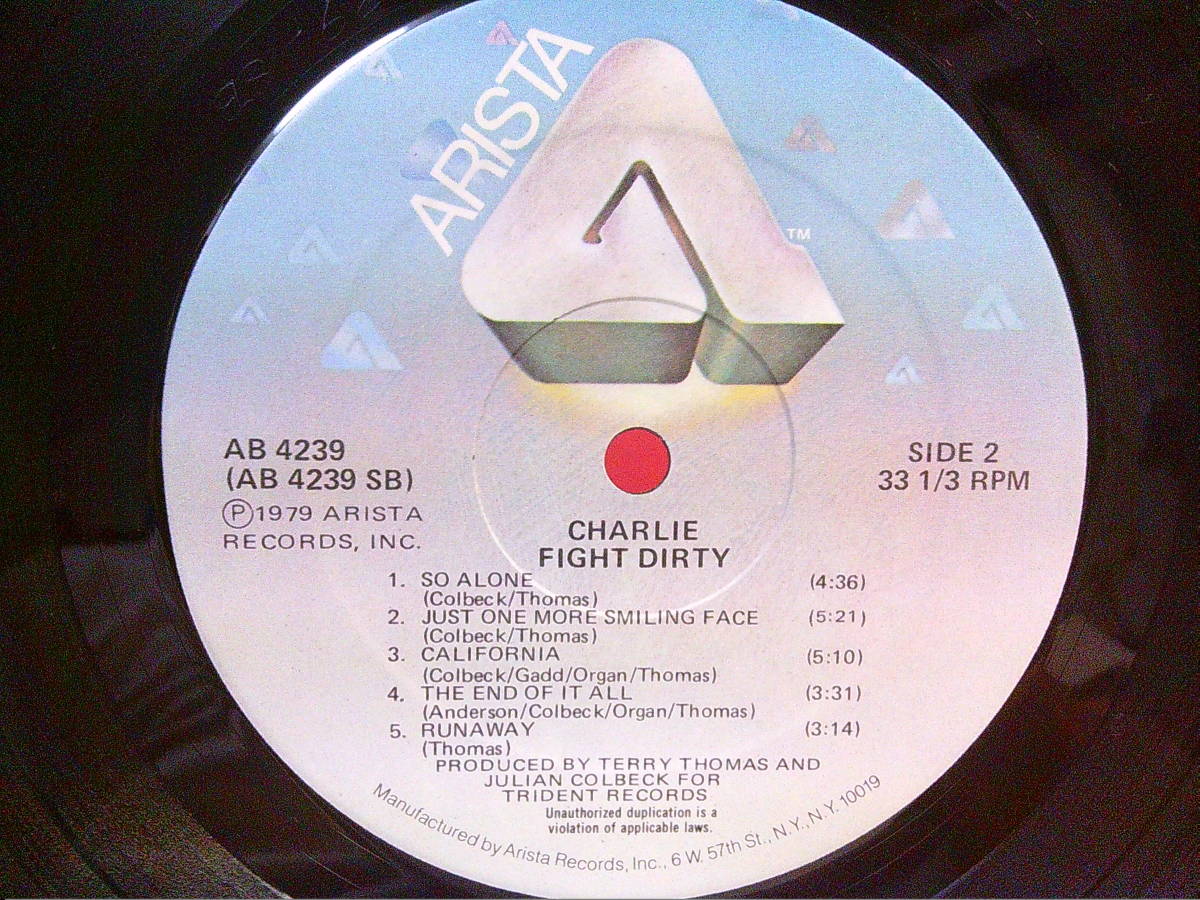 ARISTA
TM
AB 4239
(AB 4239 SB)
Ⓟ1979 ARISTA
RECORDS, INC.
SIDE 2
33 1/3 RPM
CHARLIE
FIGHT DIRTY
1. SO ALONE (4:36)
(Colbeck/Thomas)
2. JUST ONE MORE SMILING FACE (5:21)
(Colbeck/Thomas)
3. CALIFORNIA (5:10)
(Colbeck/Gadd/Organ/Thomas)
4. THE END OF IT ALL (3:31)
(Anderson/Colbeck/Organ/Thomas)
5. RUNAWAY (3:14)
(Thomas)
PRODUCED BY TERRY THOMAS AND
JULIAN COLBECK FOR
TRIDENT RECORDS
Unauthorized duplication is a
violation of applicable laws.
Manufactured by Arista Records, Inc., 6 W. 57th St., N.Y., N.Y. 10019